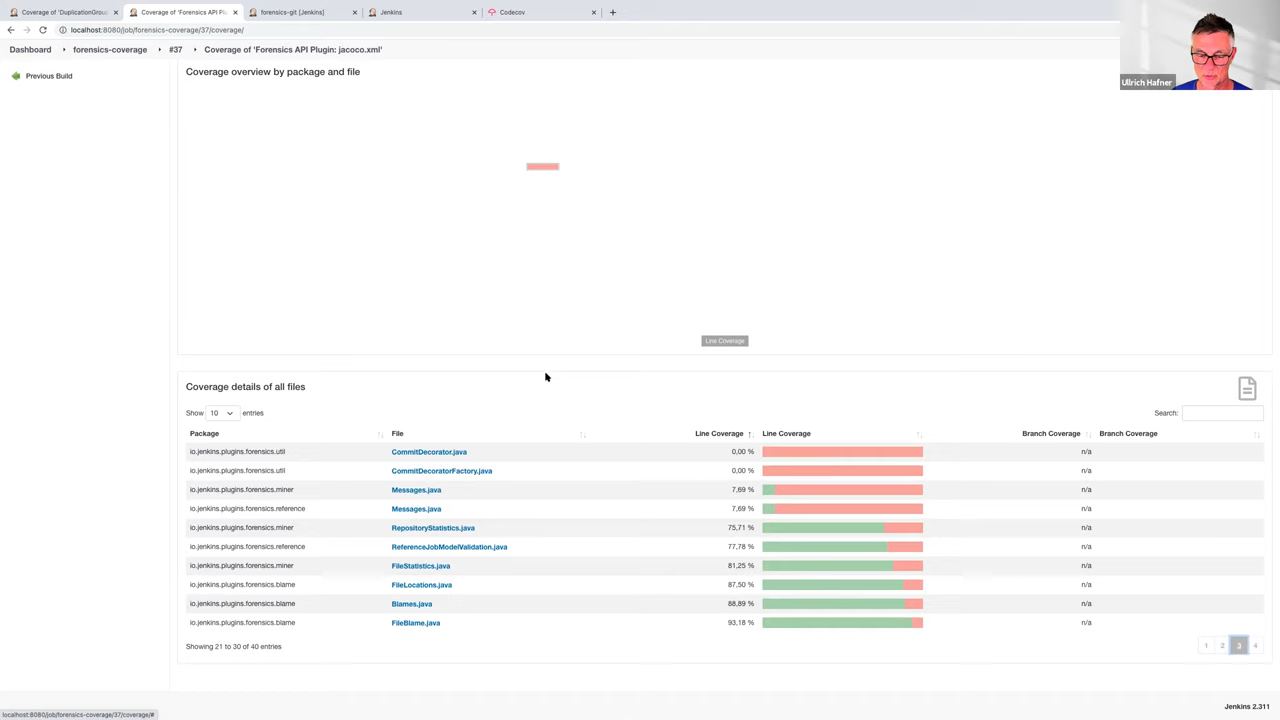 Coverage of 'DuplicationGroup
Coverage of 'Forensics API Plu
forensics-git [Jenkins]
Jenkins
Codecov
localhost:8080/job/forensics-coverage/37/coverage/
Dashboard forensics-coverage #37 Coverage of 'Forensics API Plugin: jacoco.xml'
Ullrich Hafner
Previous Build
Coverage overview by package and file
Line Coverage
Coverage details of all files
Show 10 entries Search:
Package File Line Coverage Line Coverage Branch Coverage Branch Coverage
io.jenkins.plugins.forensics.util CommitDecorator.java 0,00 % n/a
io.jenkins.plugins.forensics.util CommitDecoratorFactory.java 0,00 % n/a
io.jenkins.plugins.forensics.miner Messages.java 7,69 % n/a
io.jenkins.plugins.forensics.reference Messages.java 7,69 % n/a
io.jenkins.plugins.forensics.miner RepositoryStatistics.java 75,71 % n/a
io.jenkins.plugins.forensics.reference ReferenceJobModelValidation.java 77,78 % n/a
io.jenkins.plugins.forensics.miner FileStatistics.java 81,25 % n/a
io.jenkins.plugins.forensics.blame FileLocations.java 87,50 % n/a
io.jenkins.plugins.forensics.blame Blames.java 88,89 % n/a
io.jenkins.plugins.forensics.blame FileBlame.java 93,18 % n/a
Showing 21 to 30 of 40 entries 1 2 3 4
Jenkins 2.311
localhost:8080/job/forensics-coverage/37/coverage/#